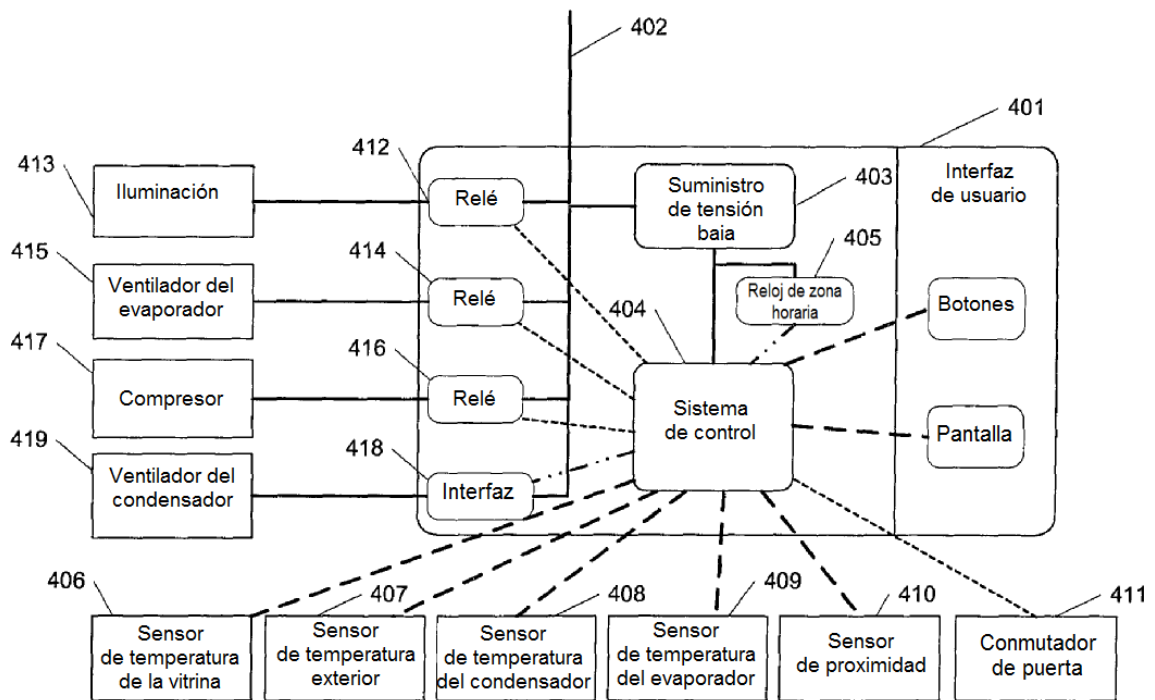 402
401
413
412
403
Iluminación
Relé
Suministro
de tensión
baja
Interfaz
de usuario
415
414
405
Ventilador del
evaporador
Relé
404
Reloj de zona
horaria
Botones
417
416
Compresor
Relé
Sistema
de control
Pantalla
419
418
Ventilador del
condensador
Interfaz
406
407
408
409
410
411
Sensor
de temperatura
de la vitrina
Sensor
de temperatura
exterior
Sensor
de temperatura
del condensador
Sensor
de temperatura
del evaporador
Sensor
de proximidad
Conmutador
de puerta